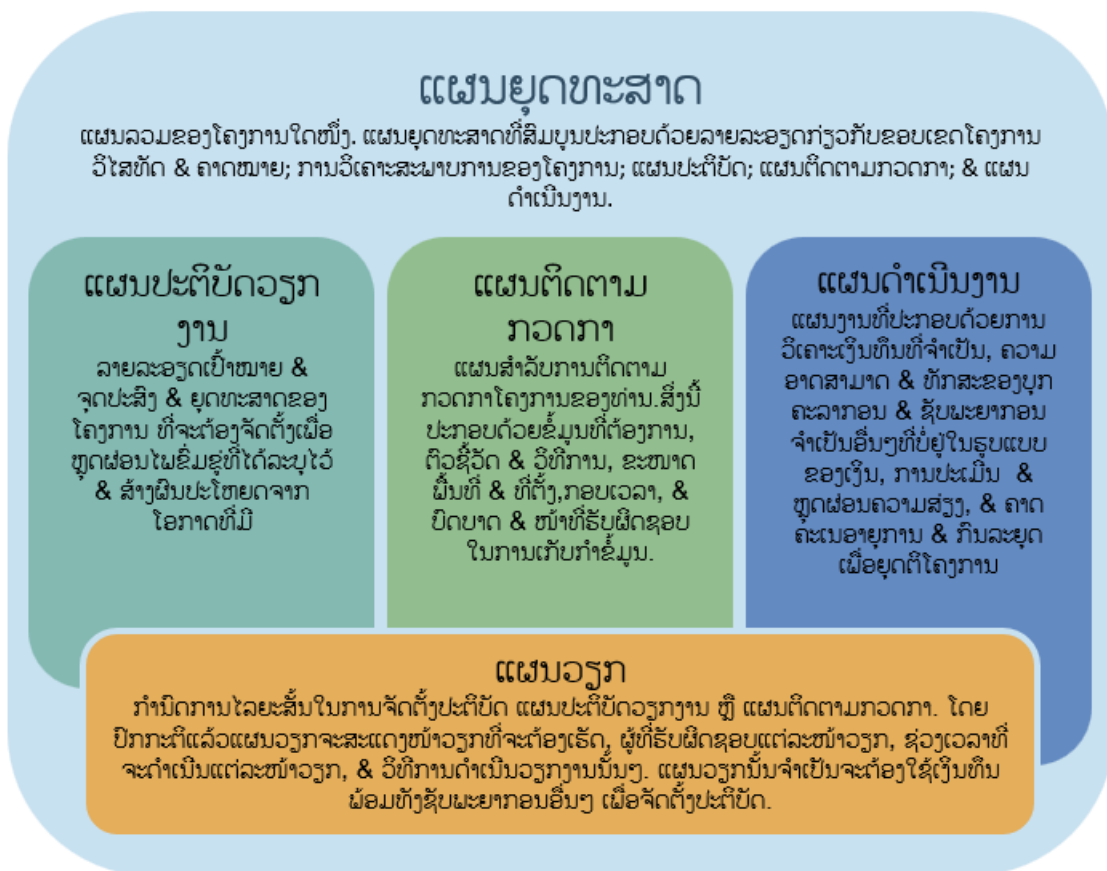 ແຜນຍຸດທະສາດ
ແຜນລວມຂອງໂຄງການໃດໜຶ່ງ. ແຜນຍຸດທະສາດທີ່ສົມບຸນປະກອບດ້ວຍລາຍລະອຽດກ່ຽວກັບຂອບເຂດໂຄງການ
ວິໄສທັດ & ຄາດໝາຍ; ການວິເຄາະສະພາບການຂອງໂຄງການ; ແຜນປະຕິບັດ; ແຜນຕິດຕາມກວດກາ; & ແຜນ
ດຳເນີນງານ.
ແຜນປະຕິບັດວຽກ
ງານ
ລາຍລະອຽດເປົ້າໝາຍ &
ຈຸດປະສົງ & ຍຸດທະສາດຂອງ
ໂຄງການ ທີ່ຈະຕ້ອງຈັດຕັ້ງເພື່ອ
ຫຼຸດຜ່ອນໄພຂົ່ມຂູ່ທີ່ໄດ້ລະບຸໄວ້
& ສ້າງຜົນປະໂຫຍດຈາກ
ໂອກາດທີ່ມີ
ແຜນຕິດຕາມ
ກວດກາ
ແຜນສຳລັບການຕິດຕາມ
ກວດກາໂຄງການຂອງທ່ານ.ສິ່ງນີ້
ປະກອບດ້ວຍຂໍ້ມູນທີ່ຕ້ອງການ,
ຕົວຊີ້ວັດ & ວິທີການ, ຂະໜາດ
ພື້ນທີ່ & ທີ່ຕັ້ງ,ກອບເວລາ, &
ບົດບາດ & ໜ້າທີ່ຮັບຜິດຊອບ
ໃນການເກັບກຳຂໍ້ມູນ.
ແຜນດຳເນີນງານ
ແຜນງານທີ່ປະກອບດ້ວຍການ
ວິເຄາະເງິນທຶນທີ່ຈຳເປັນ, ຄວາມ
ອາດສາມາດ & ທັກສະຂອງບຸກ
ຄະລາກອນ & ຊັບພະຍາກອນ
ຈຳເປັນອື່ນໆທີ່ບໍ່ຢູ່ໃນຮູບແບບ
ຂອງເງິນ, ການປະເມີນ &
ຫຼຸດຜ່ອນຄວາມສ່ຽງ, & ຄາດ
ຄະເນອາຍຸການ & ກົນລະຍຸດ
ເພື່ອຍຸດຕິໂຄງການ
ແຜນວຽກ
ກຳນົດການໄລຍະສັ້ນໃນການຈັດຕັ້ງປະຕິບັດ ແຜນປະຕິບັດວຽກງານ ຫຼື ແຜນຕິດຕາມກວດກາ. ໂດຍ
ປົກກະຕິແລ້ວແຜນວຽກຈະສະແດງໜ້າວຽກທີ່ຈະຕ້ອງເຮັດ, ຜູ້ທີ່ຮັບຜິດຊອບແຕ່ລະໜ້າວຽກ, ຊ່ວງເວລາທີ່
ຈະດຳເນີນແຕ່ລະໜ້າວຽກ, & ວິທີການດຳເນີນວຽກງານນັ້ນໆ. ແຜນວຽກນັ້ນຈຳເປັນຈະຕ້ອງໃຊ້ເງິນທຶນ
ພ້ອມທັງຊັບພະຍາກອນອື່ນໆ ເພື່ອຈັດຕັ້ງປະຕິບັດ.